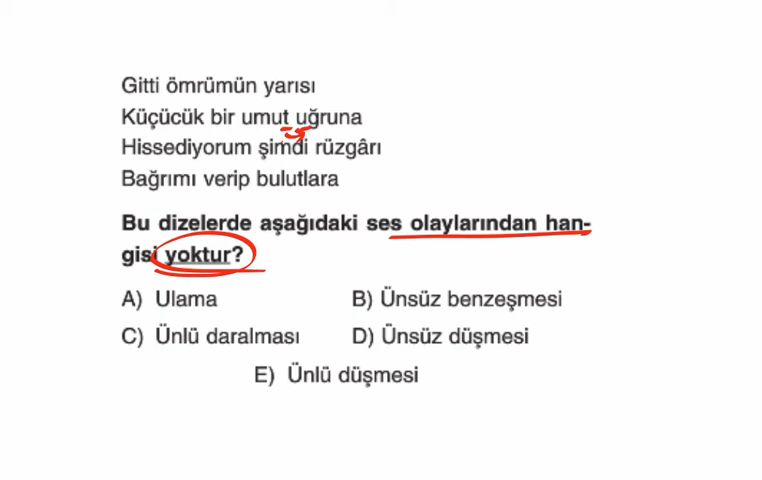 Gitti ömrümün yarısı
Küçücük bir umut uğruna
Hissediyorum şimdi rüzgârı
Bağrımı verip bulutlara
Bu dizelerde aşağıdaki ses olaylarından han-
gisi yoktur?
A) Ulama B) Ünsüz benzeşmesi
C) Ünlü daralması D) Ünsüz düşmesi
E) Ünlü düşmesi